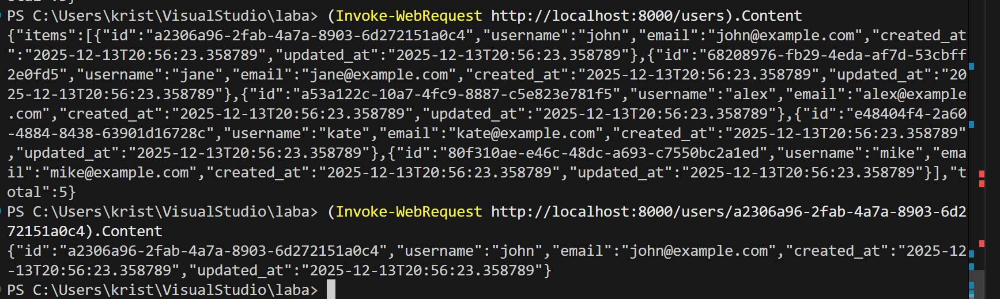 otal":5}
PS C:\Users\krist\VisualStudio\laba> (Invoke-WebRequest http://localhost:8000/users).Content
{"items":[{"id":"a2306a96-2fab-4a7a-8903-6d272151a0c4","username":"john","email":"john@example.com","created_at
":"2025-12-13T20:56:23.358789","updated_at":"2025-12-13T20:56:23.358789"},{"id":"68208976-fb29-4eda-af7d-53cbff
2e0fd5","username":"jane","email":"jane@example.com","created_at":"2025-12-13T20:56:23.358789","updated_at":"20
25-12-13T20:56:23.358789"},{"id":"a53a122c-10a7-4fc9-8887-c5e823e781f5","username":"alex","email":"alex@example
.com","created_at":"2025-12-13T20:56:23.358789","updated_at":"2025-12-13T20:56:23.358789"},{"id":"e48404f4-2a60
-4884-8438-63901d16728c","username":"kate","email":"kate@example.com","created_at":"2025-12-13T20:56:23.358789"
,"updated_at":"2025-12-13T20:56:23.358789"},{"id":"80f310ae-e46c-48dc-a693-c7550bc2a1ed","username":"mike","ema
il":"mike@example.com","created_at":"2025-12-13T20:56:23.358789","updated_at":"2025-12-13T20:56:23.358789"}],"t
otal":5}
PS C:\Users\krist\VisualStudio\laba> (Invoke-WebRequest http://localhost:8000/users/a2306a96-2fab-4a7a-8903-6d2
72151a0c4).Content
{"id":"a2306a96-2fab-4a7a-8903-6d272151a0c4","username":"john","email":"john@example.com","created_at":"2025-12
-13T20:56:23.358789","updated_at":"2025-12-13T20:56:23.358789"}
PS C:\Users\krist\VisualStudio\laba>